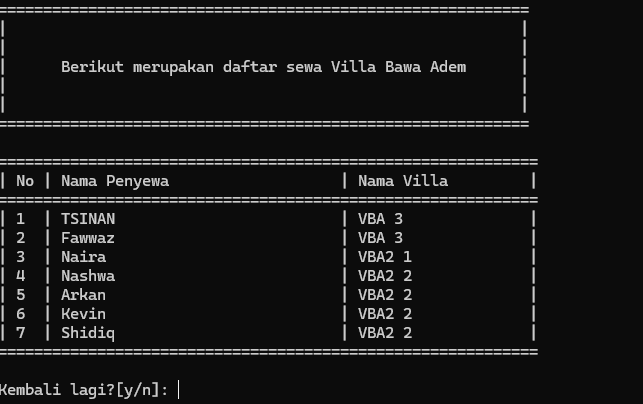 ===========================================================
| |
| |
| Berikut merupakan daftar sewa Villa Bawa Adem |
| |
| |
===========================================================
============================================================
| No | Nama Penyewa | Nama Villa |
============================================================
| 1 | TSINAN | VBA 3 |
| 2 | Fawwaz | VBA 3 |
| 3 | Naira | VBA2 1 |
| 4 | Nashwa | VBA2 2 |
| 5 | Arkan | VBA2 2 |
| 6 | Kevin | VBA2 2 |
| 7 | Shidiq | VBA2 2 |
============================================================
Kembali lagi?[y/n]: